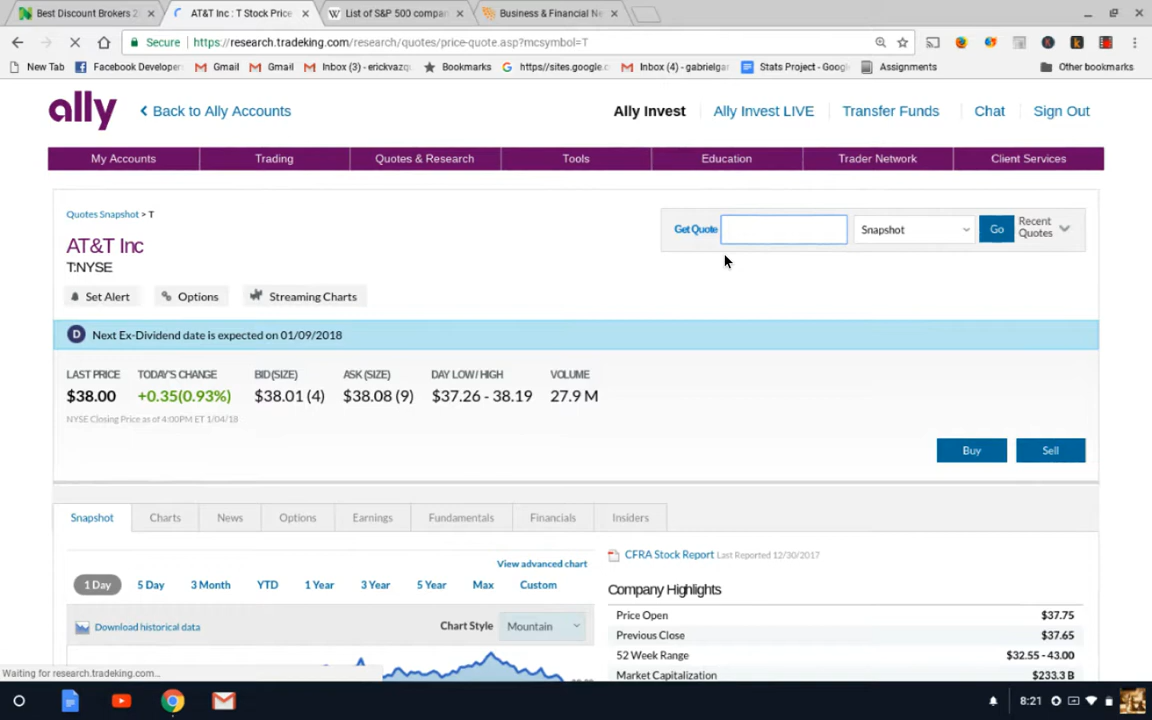 Best Discount Brokers 2
AT&T Inc : T Stock Price
List of S&P 500 compan
Business & Financial Ne
Secure
https://research.tradeking.com/research/quotes/price-quote.asp?mcsymbol=T
New Tab
Facebook Developer
Gmail
Gmail
Inbox (3) - erickvazq
Bookmarks
https//sites.google.c
Inbox (4) - gabrielgar
Stats Project - Goog
Assignments
Other bookmarks
ally
Back to Ally Accounts
Ally Invest
Ally Invest LIVE
Transfer Funds
Chat
Sign Out
My Accounts
Trading
Quotes & Research
Tools
Education
Trader Network
Client Services
Quotes Snapshot > T
Get Quote
Snapshot
Go
Recent Quotes
AT&T Inc
T:NYSE
Set Alert
Options
Streaming Charts
D Next Ex-Dividend date is expected on 01/09/2018
LAST PRICE TODAY'S CHANGE BID (SIZE) ASK (SIZE) DAY LOW / HIGH VOLUME
$38.00 +0.35(0.93%) $38.01 (4) $38.08 (9) $37.26 - 38.19 27.9 M
NYSE Closing Price as of 4:00PM ET 1/04/18
Buy
Sell
Snapshot
Charts
News
Options
Earnings
Fundamentals
Financials
Insiders
View advanced chart
1 Day
5 Day
3 Month
YTD
1 Year
3 Year
5 Year
Max
Custom
Download historical data
Chart Style
Mountain
CFRA Stock Report Last Reported 12/30/2017
Company Highlights
Price Open $37.75
Previous Close $37.65
52 Week Range $32.55 - 43.00
Market Capitalization $233.3 B
Waiting for research.tradeking.com...
8:21